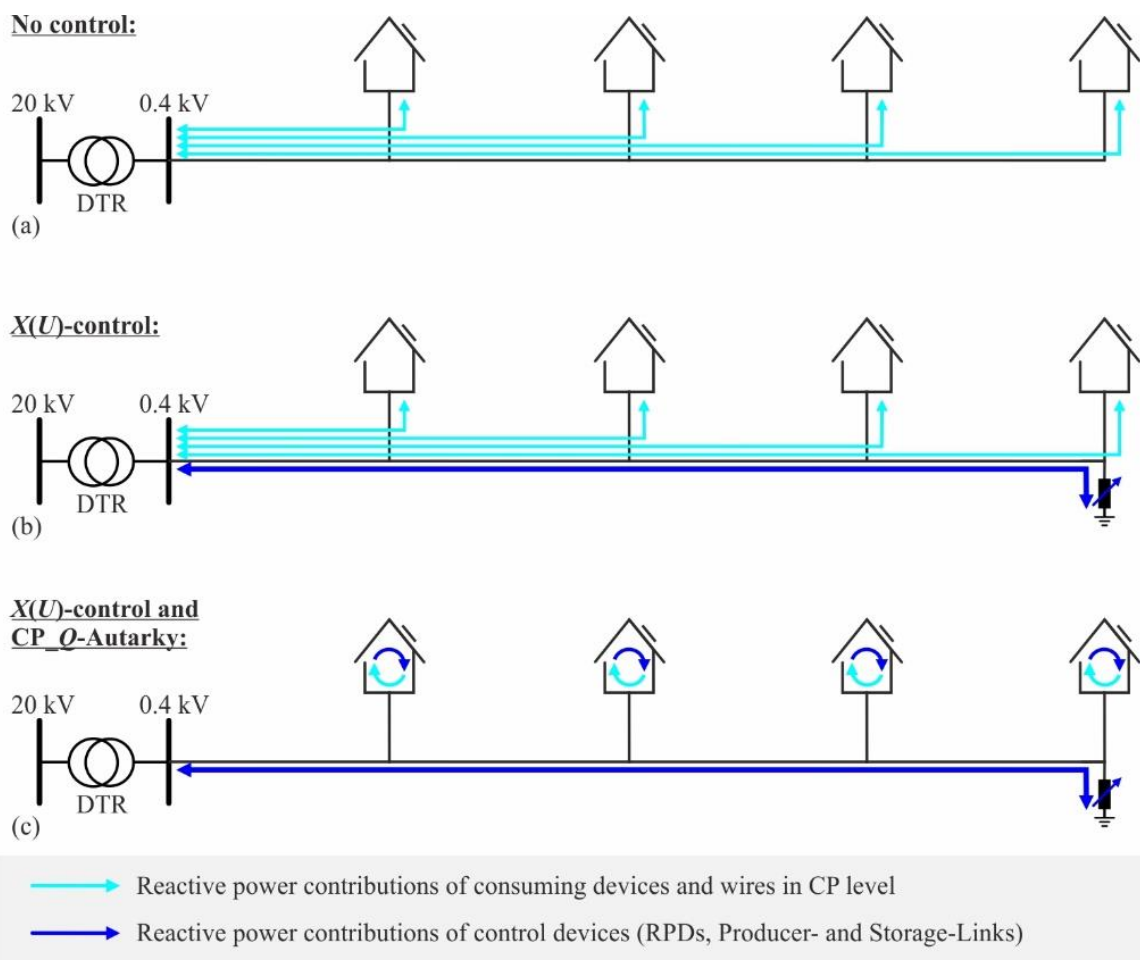 No control:
20 kV 0.4 kV
DTR
(a)
X(U)-control:
20 kV 0.4 kV
DTR
(b)
X(U)-control and
CP_Q-Autarky:
20 kV 0.4 kV
DTR
(c)
Reactive power contributions of consuming devices and wires in CP level
Reactive power contributions of control devices (RPDs, Producer- and Storage-Links)